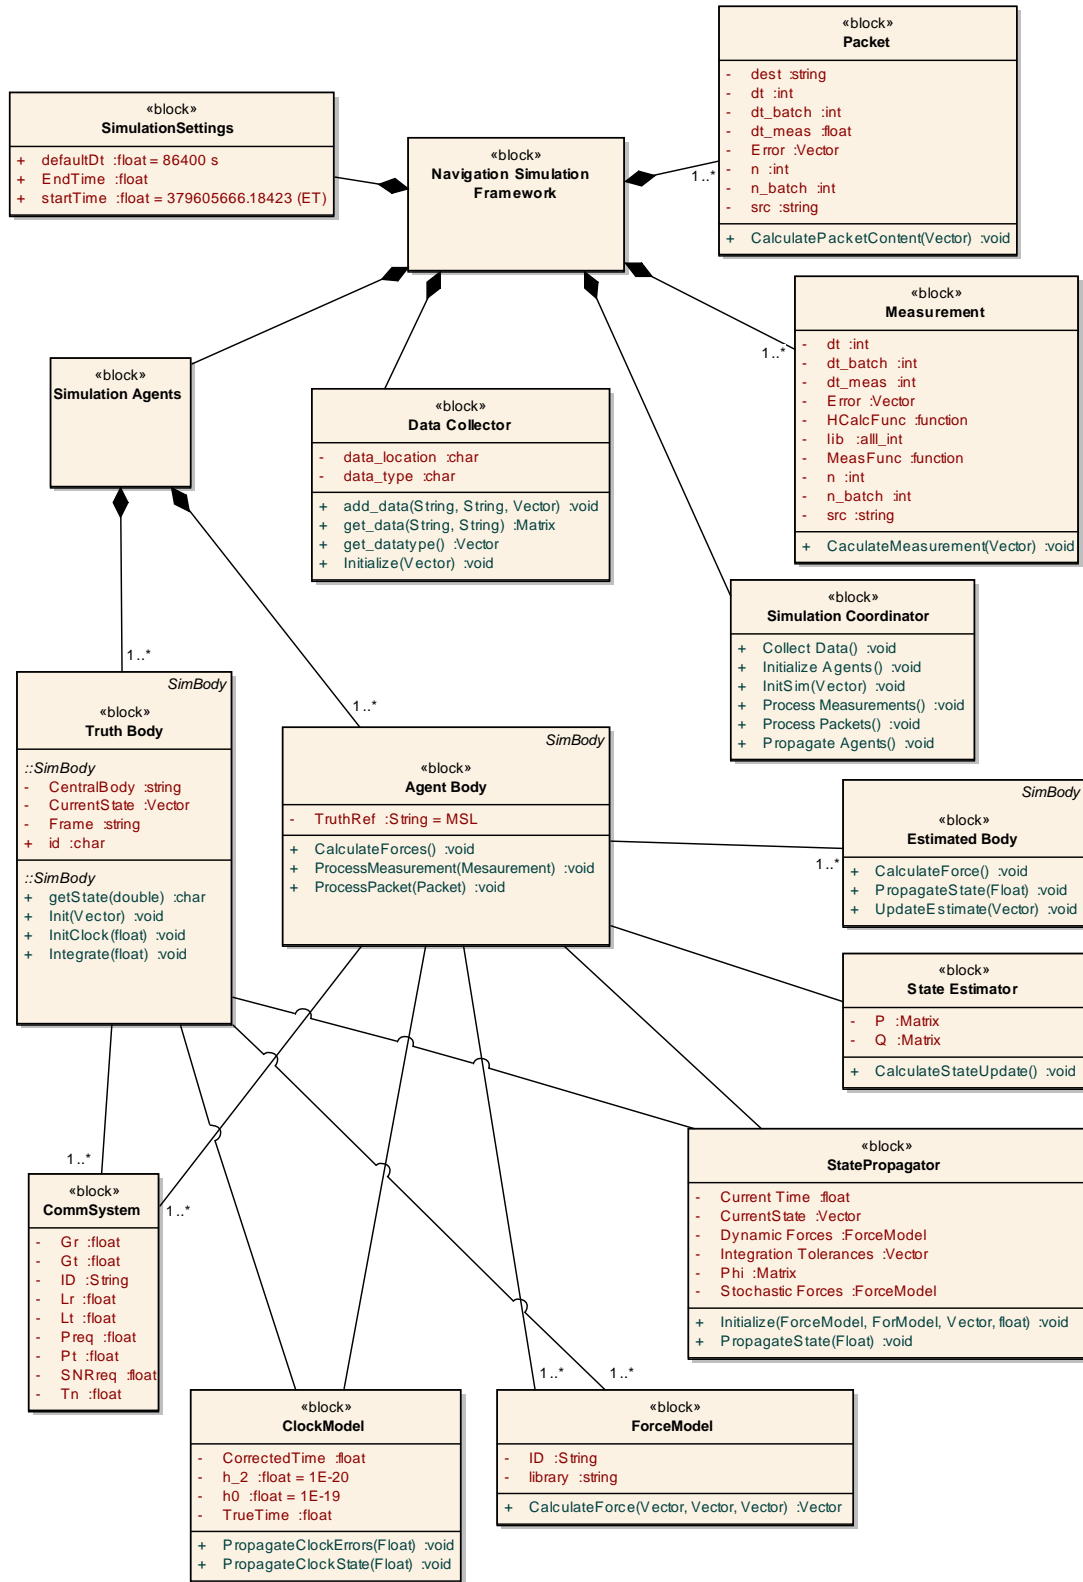 «block»
Packet
- dest :string
- dt :int
- dt_batch :int
- dt_meas :float
- Error :Vector
- n :int
- n_batch :int
- src :string
+ CalculatePacketContent(Vector) :void
«block»
SimulationSettings
+ defaultDt :float = 86400 s
+ EndTime :float
+ startTime :float = 379605666.18423 (ET)
«block»
Navigation Simulation
Framework
1..*
«block»
Measurement
- dt :int
- dt_batch :int
- dt_meas :int
- Error :Vector
- HCalcFunc :function
- lib :alll_int
- MeasFunc :function
- n :int
- n_batch :int
- src :string
+ CaculateMeasurement(Vector) :void
1..*
«block»
Simulation Agents
«block»
Data Collector
- data_location :char
- data_type :char
+ add_data(String, String, Vector) :void
+ get_data(String, String) :Matrix
+ get_datatype() :Vector
+ Initialize(Vector) :void
«block»
Simulation Coordinator
+ Collect Data() :void
+ Initialize Agents() :void
+ InitSim(Vector) :void
+ Process Measurements() :void
+ Process Packets() :void
+ Propagate Agents() :void
1..*
SimBody
«block»
Truth Body
::SimBody
- CentralBody :string
- CurrentState :Vector
- Frame :string
+ id :char
::SimBody
+ getState(double) :char
+ Init(Vector) :void
+ InitClock(float) :void
+ Integrate(float) :void
1..*
SimBody
«block»
Agent Body
- TruthRef :String = MSL
+ CalculateForces() :void
+ ProcessMeasurement(Mesaurement) :void
+ ProcessPacket(Packet) :void
SimBody
«block»
Estimated Body
+ CalculateForce() :void
+ PropagateState(Float) :void
+ UpdateEstimate(Vector) :void
1..*
«block»
State Estimator
- P :Matrix
- Q :Matrix
+ CalculateStateUpdate() :void
«block»
StatePropagator
- Current Time :float
- CurrentState :Vector
- Dynamic Forces :ForceModel
- Integration Tolerances :Vector
- Phi :Matrix
- Stochastic Forces :ForceModel
+ Initialize(ForceModel, ForModel, Vector, float) :void
+ PropagateState(Float) :void
1..*
«block»
CommSystem
- Gr :float
- Gt :float
- ID :String
- Lr :float
- Lt :float
- Preq :float
- Pt :float
- SNRreq :float
- Tn :float
1..*
«block»
ClockModel
- CorrectedTime :float
- h_2 :float = 1E-20
- h0 :float = 1E-19
- TrueTime :float
+ PropagateClockErrors(Float) :void
+ PropagateClockState(Float) :void
1..*
1..*
«block»
ForceModel
- ID :String
- library :string
+ CalculateForce(Vector, Vector, Vector) :Vector